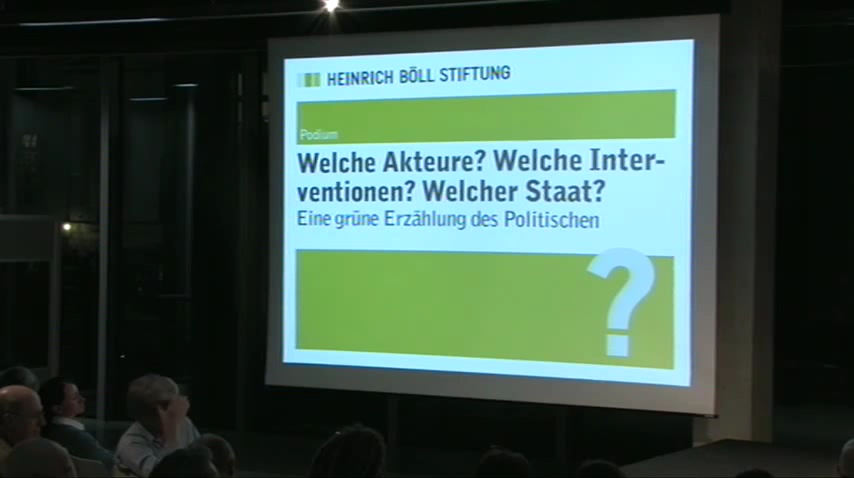 HEINRICH BÖLL STIFTUNG
Podium
Welche Akteure? Welche Inter-
ventionen? Welcher Staat?
Eine grüne Erzählung des Politischen
?